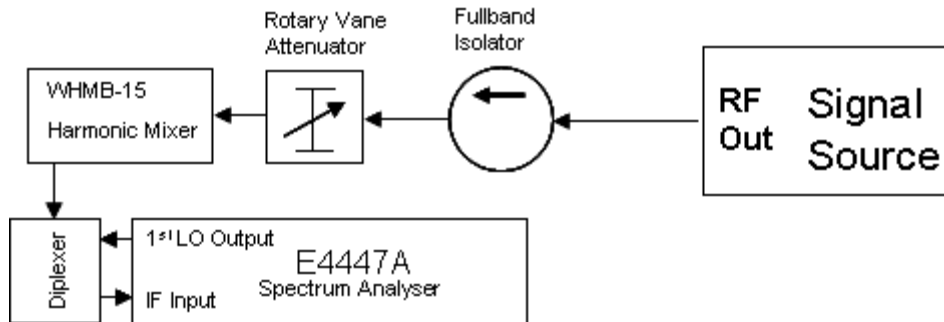 Rotary Vane
Attenuator
Fullband
Isolator
WHMB-15
Harmonic Mixer
RF
Out
Signal
Source
Diplexer
1st LO Output
E4447A
Spectrum Analyser
IF Input